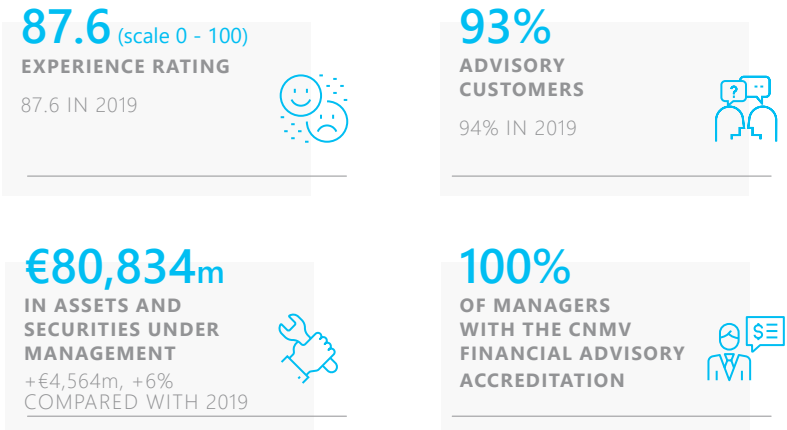 87.6 (scale 0 - 100)
EXPERIENCE RATING
87.6 IN 2019
93%
ADVISORY
CUSTOMERS
94% IN 2019
€80,834m
IN ASSETS AND
SECURITIES UNDER
MANAGEMENT
+€4,564m, +6%
COMPARED WITH 2019
100%
OF MANAGERS
WITH THE CNMV
FINANCIAL ADVISORY
ACCREDITATION